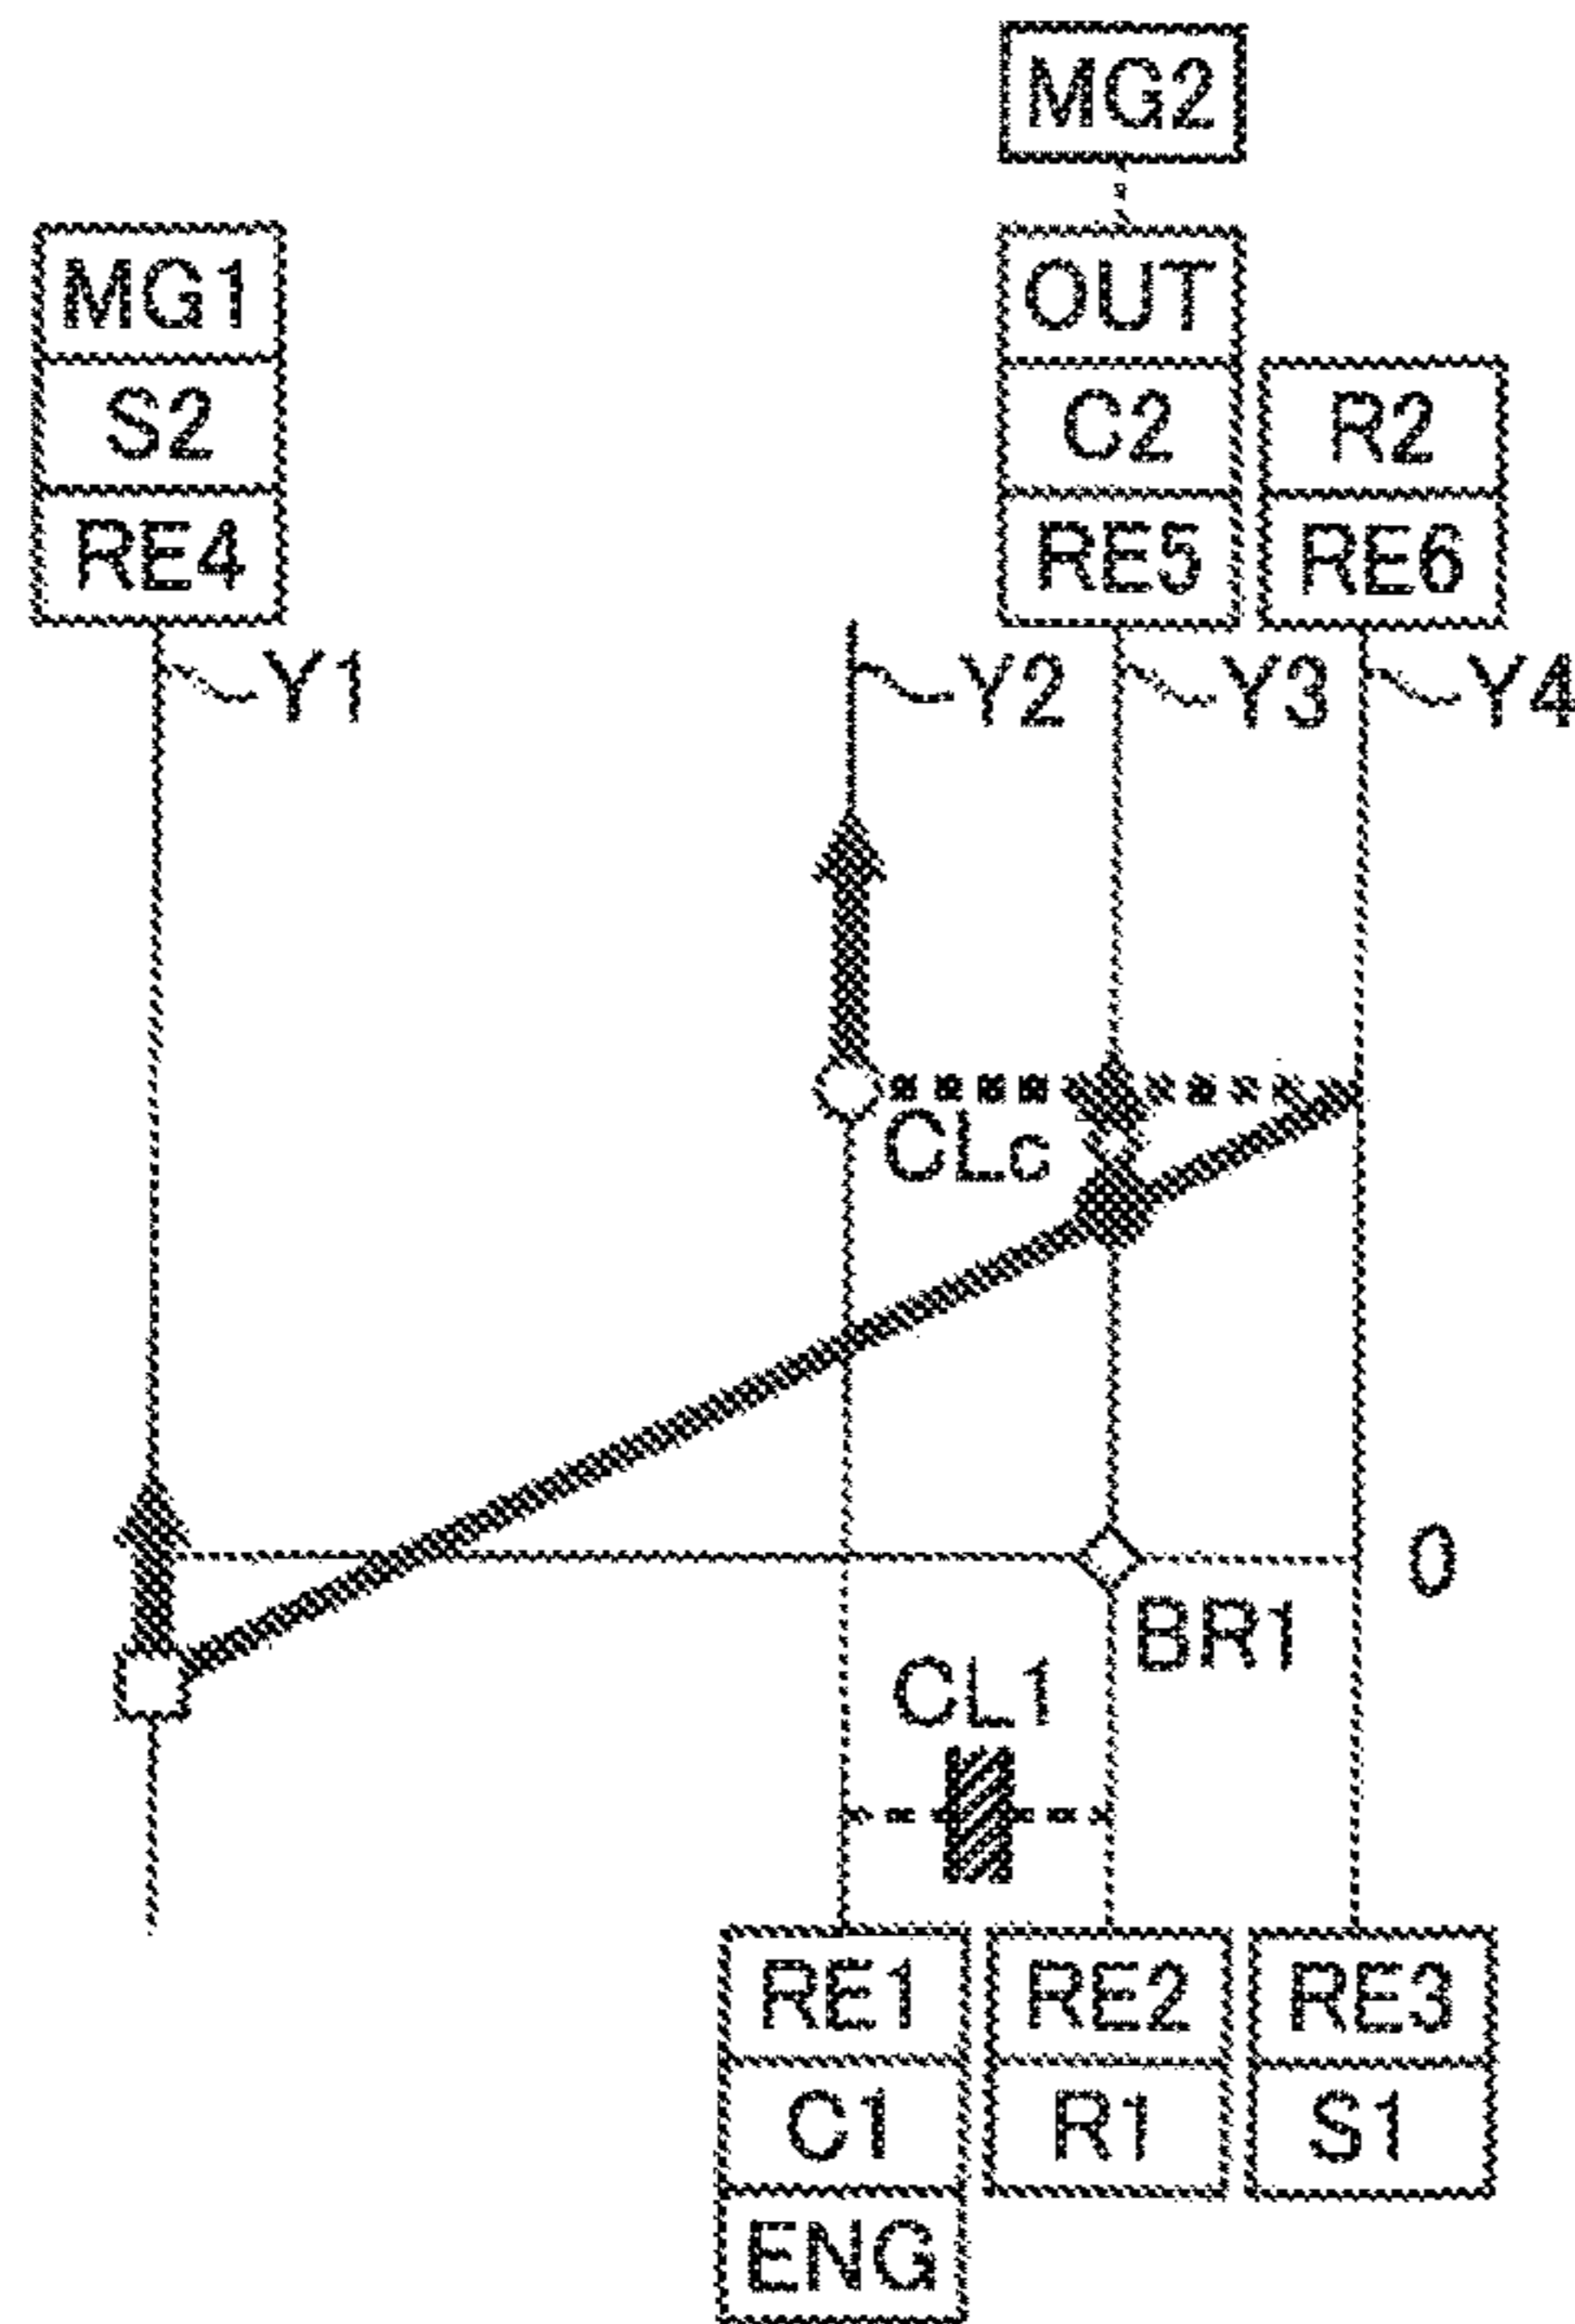 MG2
MG1
OUT
S2
C2
R2
RE4
RE5
RE6
Y1
Y2
Y3
Y4
CLc
0
BR1
CL1
RE1
RE2
RE3
C1
R1
S1
ENG